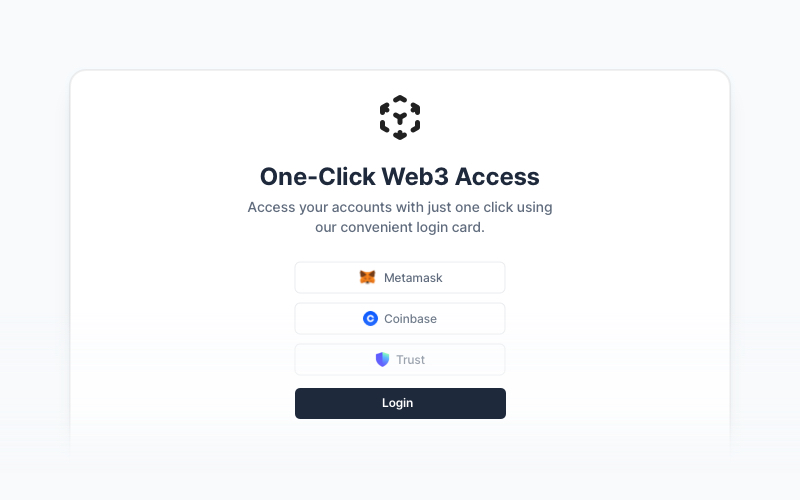 One-Click Web3 Access
Access your accounts with just one click using
our convenient login card.
Metamask
Coinbase
Trust
Login